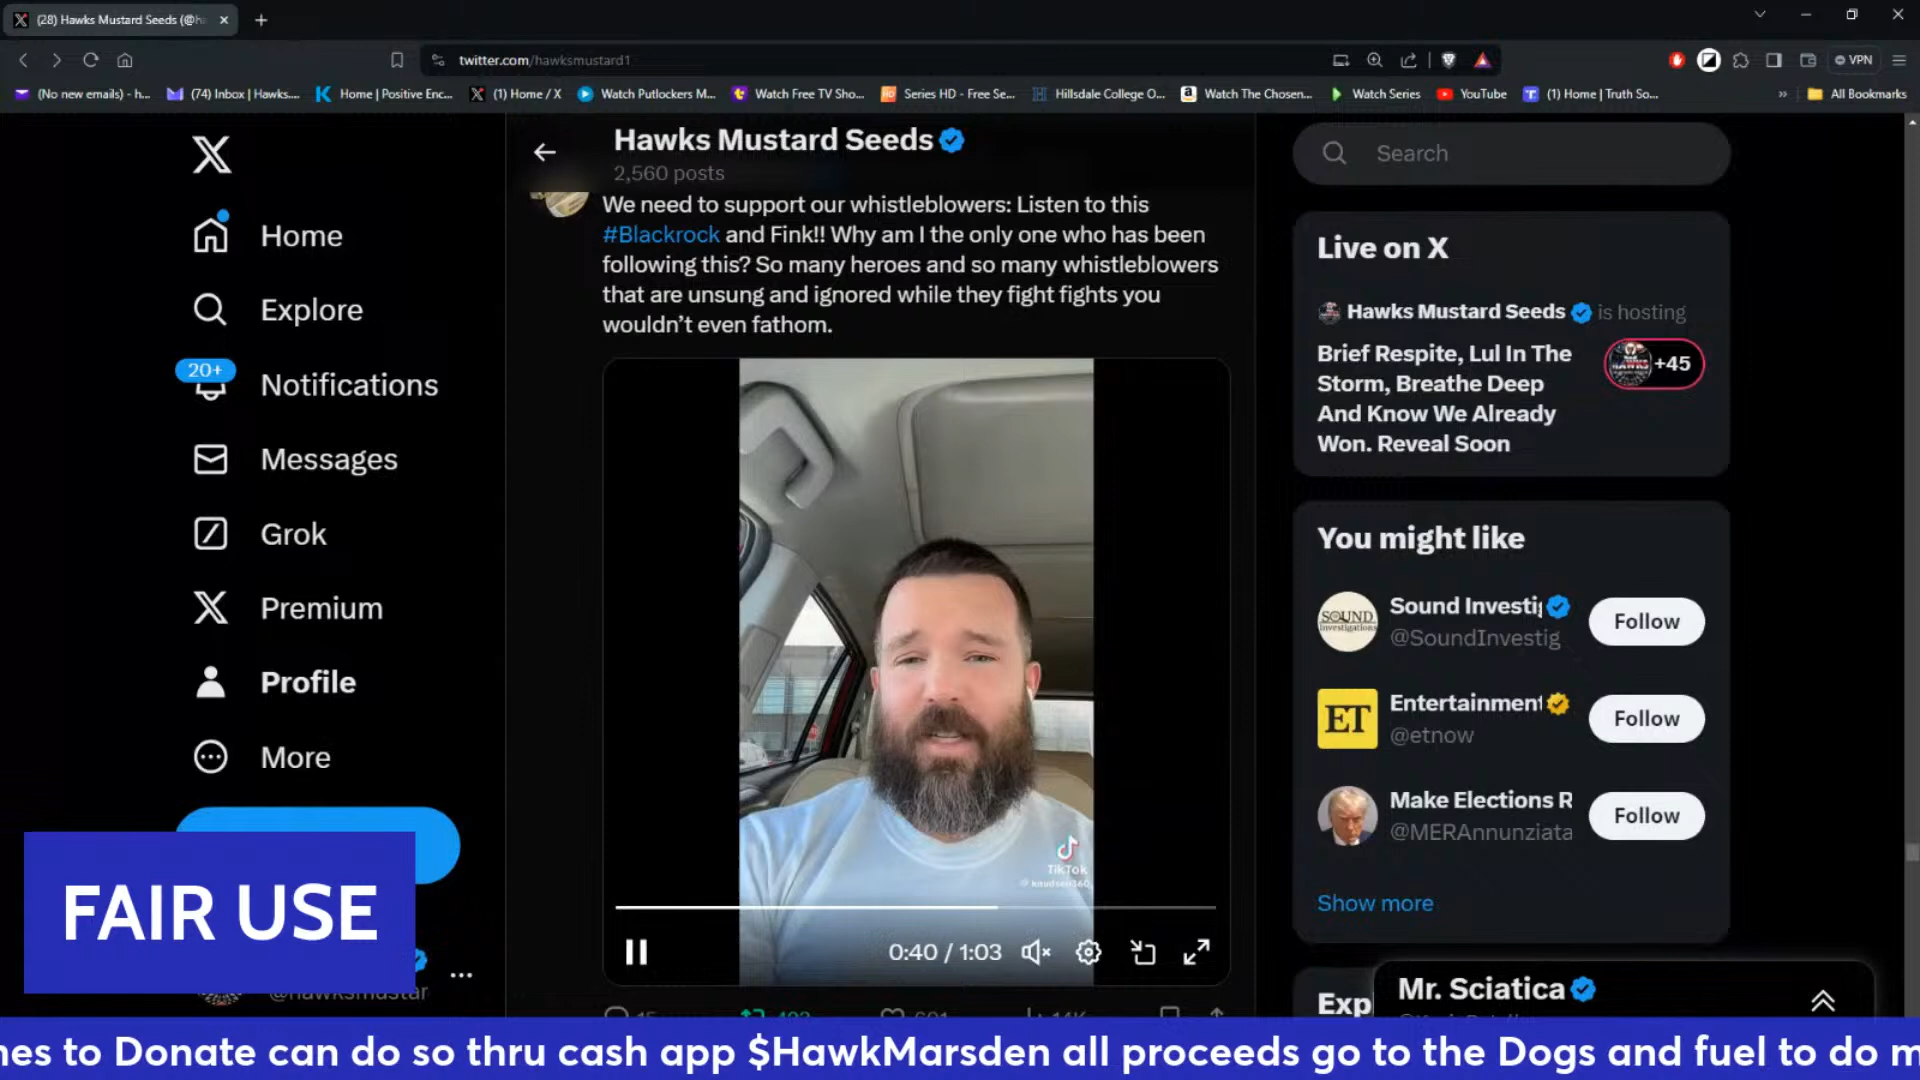 (28) Hawks Mustard Seeds (@h
twitter.com/hawksmustard1
VPN
(No new emails) - h...
(74) Inbox | Hawks....
Home | Positive Enc...
(1) Home / X
Watch Putlockers M...
Watch Free TV Sho...
Series HD - Free Se...
Hillsdale College O...
Watch The Chosen...
Watch Series
YouTube
(1) Home | Truth So...
All Bookmarks
Home
Explore
20+
Notifications
Messages
Grok
Premium
Profile
More
Hawks Mustard Seeds
2,560 posts
We need to support our whistleblowers: Listen to this
#Blackrock and Fink!! Why am I the only one who has been
following this? So many heroes and so many whistleblowers
that are unsung and ignored while they fight fights you
wouldn't even fathom.
TikTok
knudsen360
0:40 / 1:03
Search
Live on X
Hawks Mustard Seeds is hosting
Brief Respite, Lul In The
Storm, Breathe Deep
And Know We Already
Won. Reveal Soon
+45
You might like
SOUND
Investigations
Sound Investig
@SoundInvestig
Follow
ET
Entertainment
@etnow
Follow
Make Elections R
@MERAnnunziata
Follow
Show more
Exp
Mr. Sciatica
FAIR USE
@hawksmustar
nes to Donate can do so thru cash app $HawkMarsden all proceeds go to the Dogs and fuel to do m